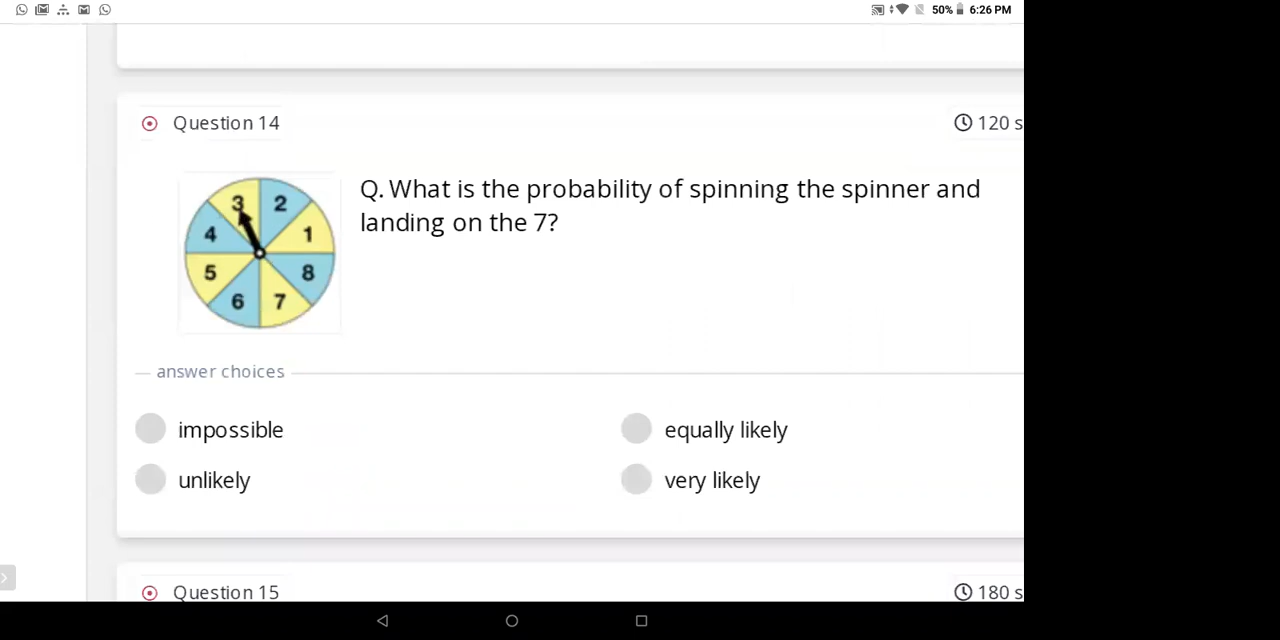 50% 6:26 PM
Question 14
120 s
3 2
4 1
5 8
6 7
Q. What is the probability of spinning the spinner and
landing on the 7?
answer choices
impossible
equally likely
unlikely
very likely
Question 15
180 s